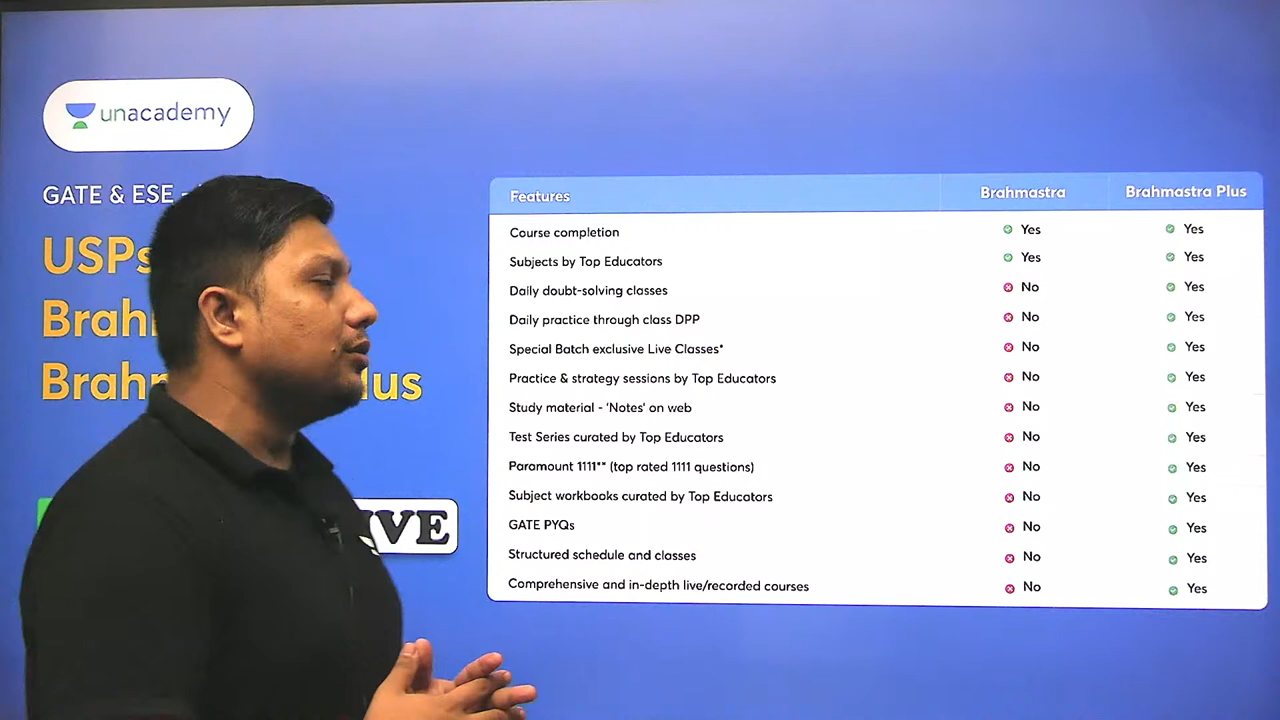 unacademy
GATE & ESE -
USPs
Features Brahmastra Brahmastra Plus
Course completion Yes Yes
Subjects by Top Educators Yes Yes
Daily doubt-solving classes No Yes
Daily practice through class DPP No Yes
Special Batch exclusive Live Classes* No Yes
Practice & strategy sessions by Top Educators No Yes
Study material - 'Notes' on web No Yes
Test Series curated by Top Educators No Yes
Paramount 1111** (top rated 1111 questions) No Yes
Subject workbooks curated by Top Educators No Yes
GATE PYQs No Yes
Structured schedule and classes No Yes
Comprehensive and in-depth live/recorded courses No Yes